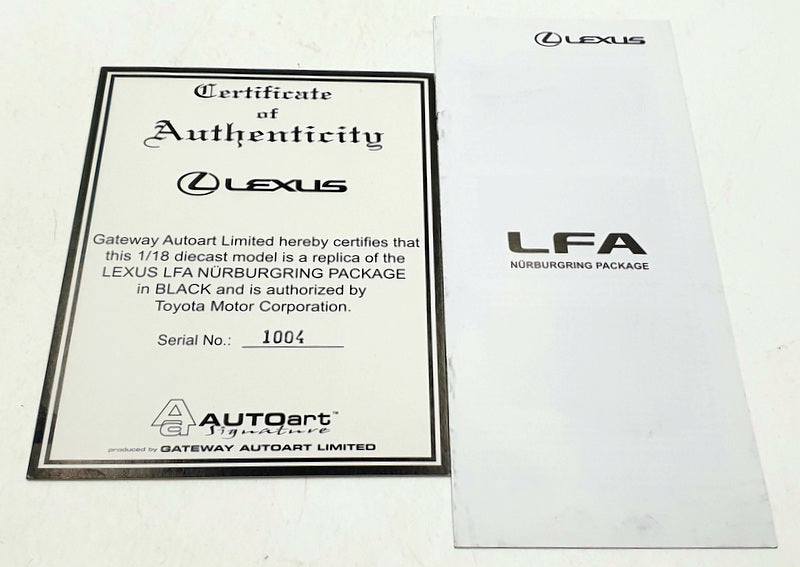 Certificate
of
Authenticity
LEXUS
Gateway Autoart Limited hereby certifies that
this 1/18 diecast model is a replica of the
LEXUS LFA NÜRBURGRING PACKAGE
in BLACK and is authorized by
Toyota Motor Corporation.
Serial No.: 1004
Aa AUTOart™
Signature
produced by GATEWAY AUTOART LIMITED
LEXUS
LFA
NÜRBURGRING PACKAGE